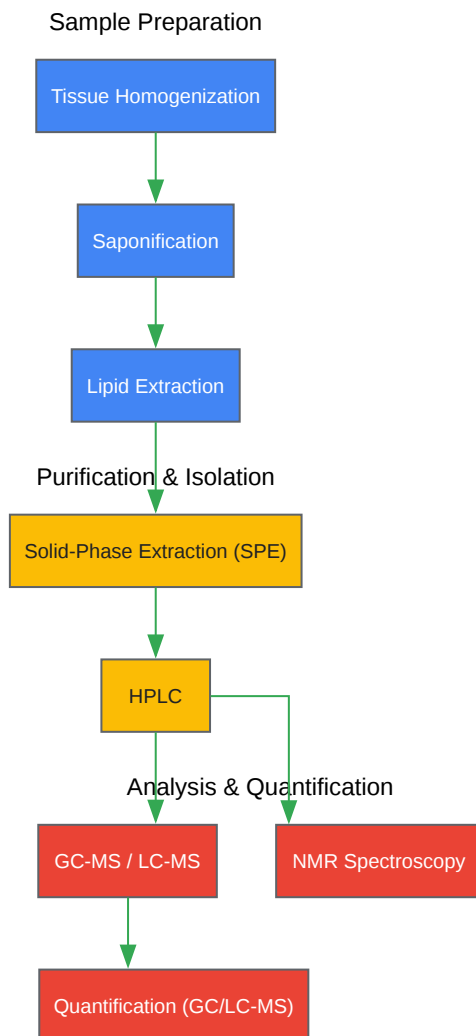 Sample Preparation
Tissue Homogenization
Saponification
Lipid Extraction
Purification & Isolation
Solid-Phase Extraction (SPE)
HPLC
Analysis & Quantification
GC-MS / LC-MS
NMR Spectroscopy
Quantification (GC/LC-MS)